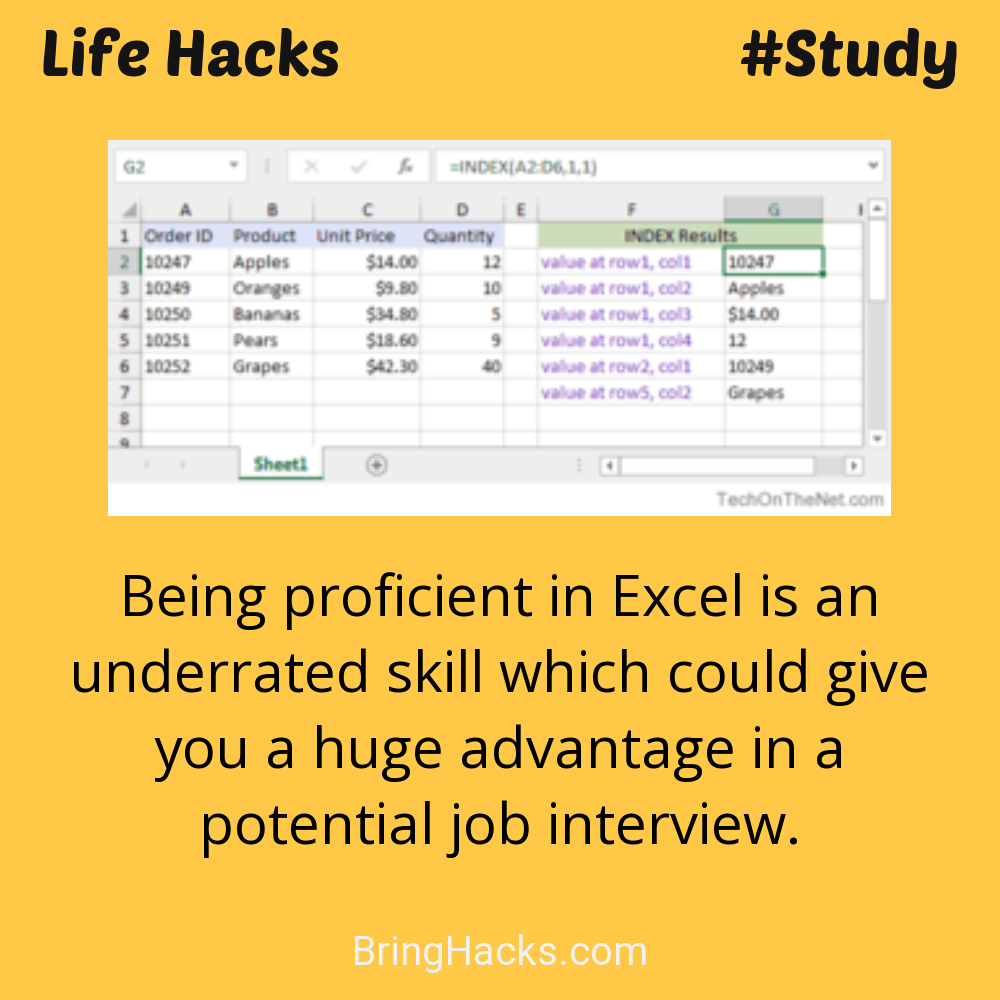 Life Hacks #Study
G2 fx =INDEX(A2:D6,1,1)
A B C D E F G
1 Order ID Product Unit Price Quantity INDEX Results
2 10247 Apples $14.00 12 value at row1, col1 10247
3 10249 Oranges $9.80 10 value at row1, col2 Apples
4 10250 Bananas $34.80 5 value at row1, col3 $14.00
5 10251 Pears $18.60 9 value at row1, col4 12
6 10252 Grapes $42.30 40 value at row2, col1 10249
7 value at row5, col2 Grapes
8
9
Sheet1
TechOnTheNet.com
Being proficient in Excel is an
underrated skill which could give
you a huge advantage in a
potential job interview.
BringHacks.com